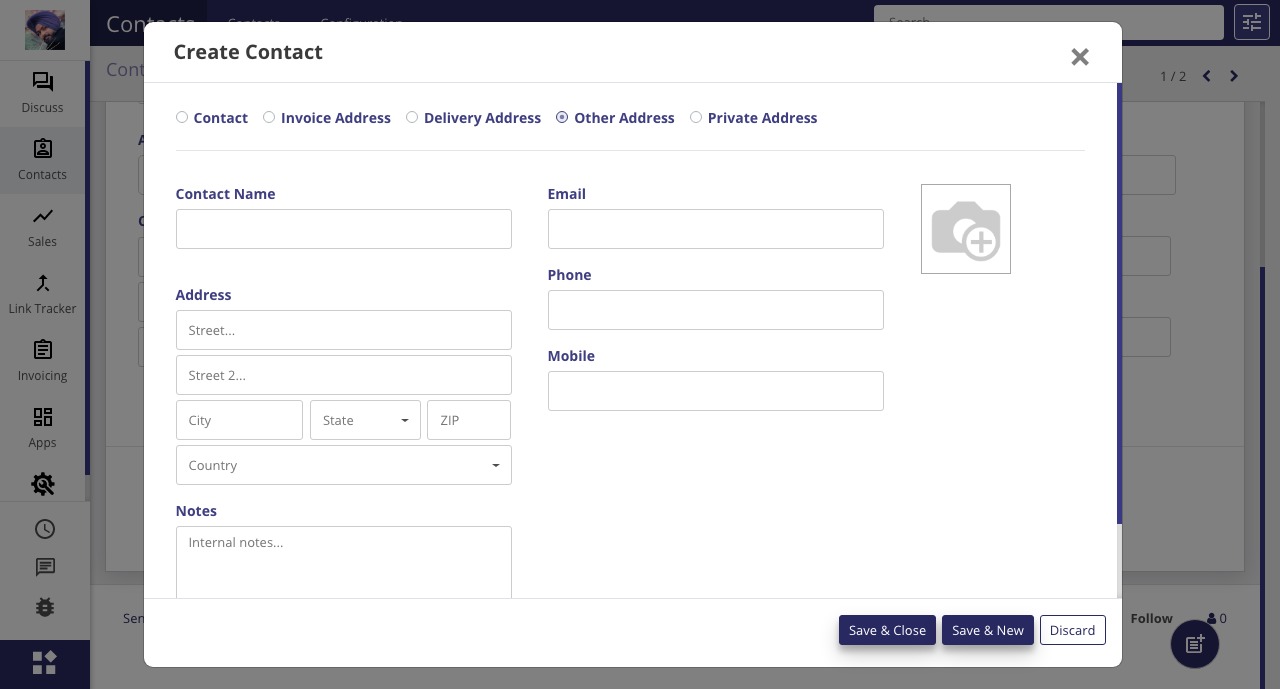 Contacts
Contacts
Configuration
Search...
Create Contact
Cont
1 / 2
Discuss
Contacts
Sales
Link Tracker
Invoicing
Apps
Contact
Invoice Address
Delivery Address
Other Address
Private Address
Contact Name
Email
Phone
Address
Street...
Street 2...
City
State
ZIP
Country
Mobile
Notes
Internal notes...
Sen
Follow
0
Save & Close
Save & New
Discard